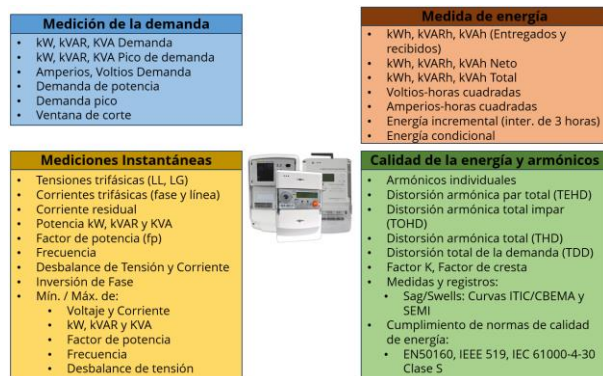 Medición de la demanda
• kW, kVAR, KVA Demanda
• kW, kVAR, KVA Pico de demanda
• Amperios, Voltios Demanda
• Demanda de potencia
• Demanda pico
• Ventana de corte
Medida de energía
• kWh, kVARh, kVAh (Entregados y
recibidos)
• kWh, kVARh, kVAh Neto
• kWh, kVARh, kVAh Total
• Voltios-horas cuadradas
• Amperios-horas cuadradas
• Energía incremental (inter. de 3 horas)
• Energía condicional
Mediciones Instantáneas
• Tensiones trifásicas (LL, LG)
• Corrientes trifásicas (fase y línea)
• Corriente residual
• Potencia kW, kVAR y KVA
• Factor de potencia (fp)
• Frecuencia
• Desbalance de Tensión y Corriente
• Inversión de Fase
• Mín. / Máx. de:
• Voltaje y Corriente
• kW, kVAR y KVA
• Factor de potencia
• Frecuencia
• Desbalance de tensión
Calidad de la energía y armónicos
• Armónicos individuales
• Distorsión armónica par total (TEHD)
• Distorsión armónica total impar
(TOHD)
• Distorsión armónica total (THD)
• Distorsión total de la demanda (TDD)
• Factor K, Factor de cresta
• Medidas y registros:
• Sag/Swells: Curvas ITIC/CBEMA y
SEMI
• Cumplimiento de normas de calidad
de energía:
• EN50160, IEEE 519, IEC 61000-4-30
Clase S